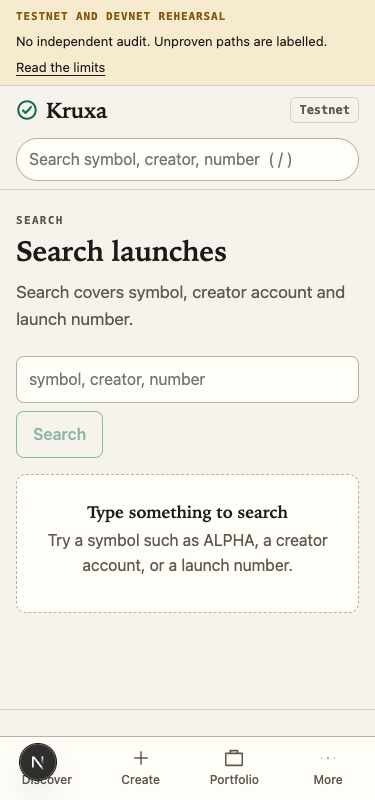 TESTNET AND DEVNET REHEARSAL
No independent audit. Unproven paths are labelled.
Read the limits
Kruxa
Testnet
Search symbol, creator, number ( / )
SEARCH
Search launches
Search covers symbol, creator account and
launch number.
symbol, creator, number
Search
Type something to search
Try a symbol such as ALPHA, a creator
account, or a launch number.
N
Discover
Create
Portfolio
More